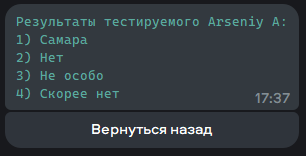 Результаты тестируемого Arseniy A:
1) Самара
2) Нет
3) Не особо
4) Скорее нет
17:37
Вернуться назад